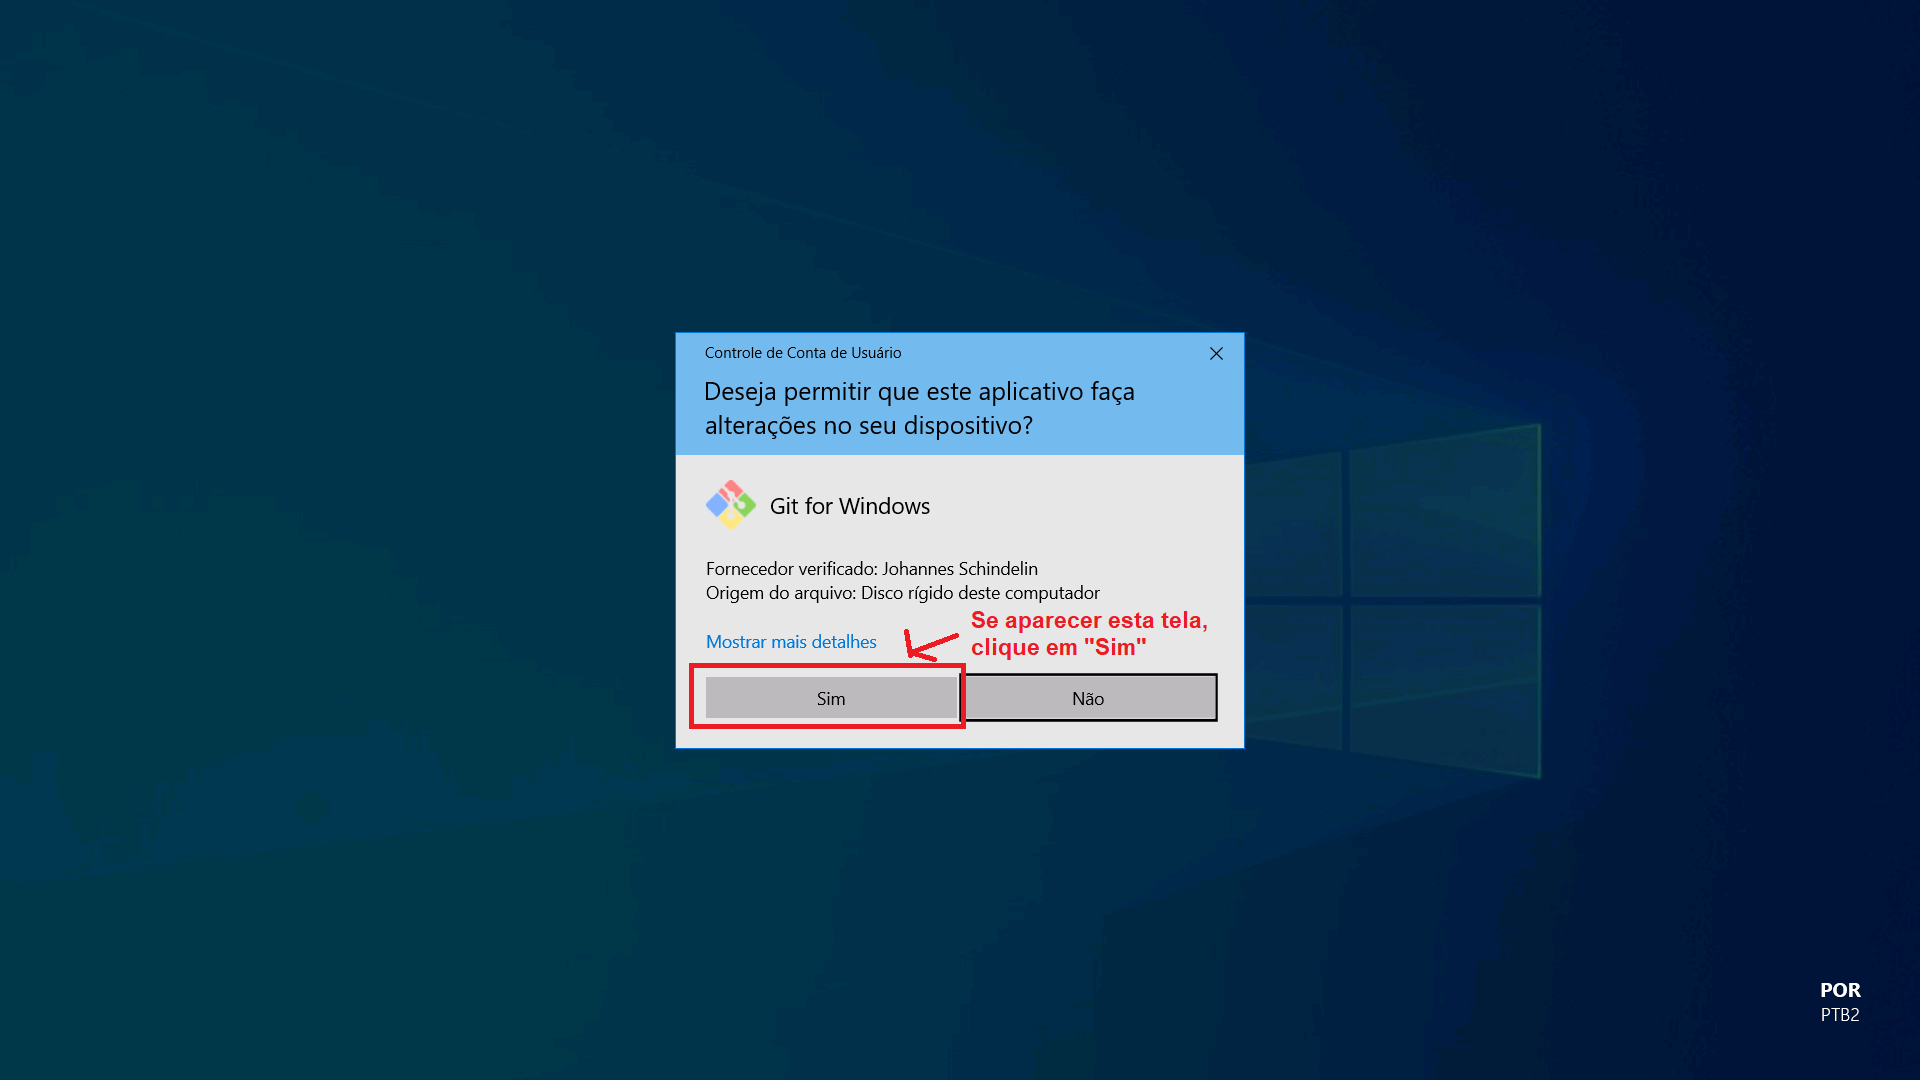 Controle de Conta de Usuário
Deseja permitir que este aplicativo faça
alterações no seu dispositivo?
Git for Windows
Fornecedor verificado: Johannes Schindelin
Origem do arquivo: Disco rígido deste computador
Se aparecer esta tela,
clique em "Sim"
Mostrar mais detalhes
Sim
Não
POR
PTB2